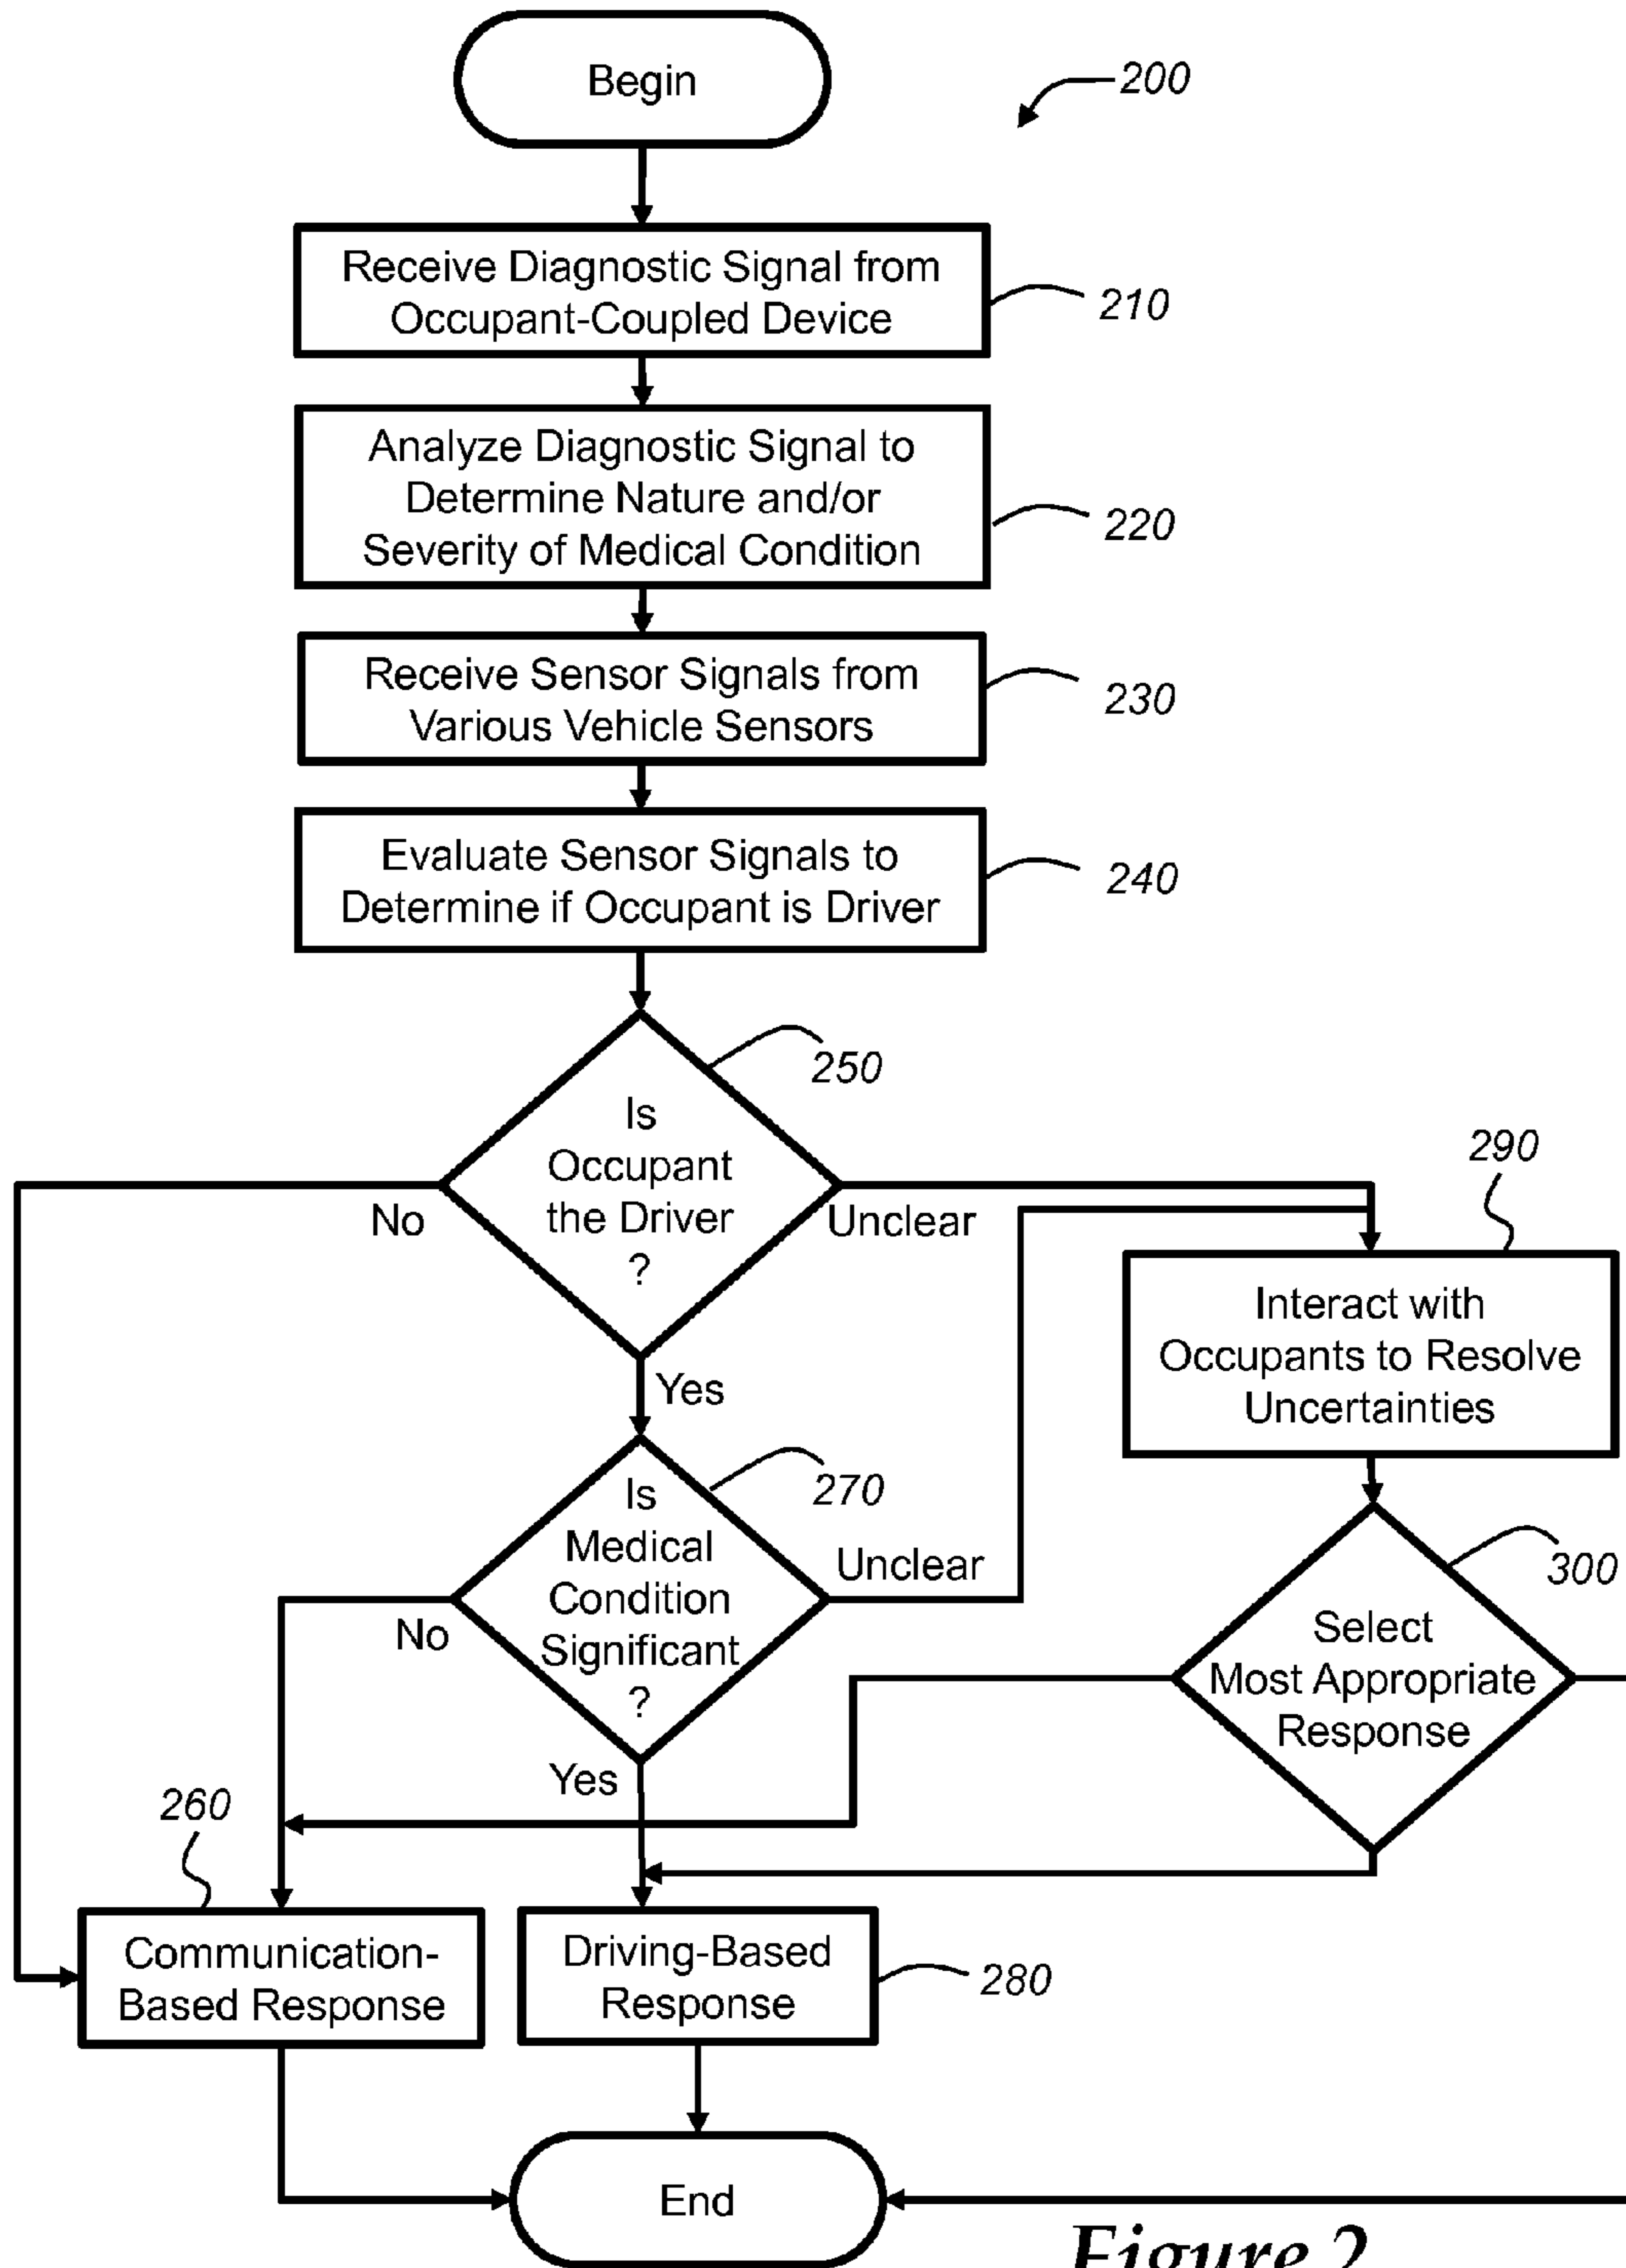 Begin
200
Receive Diagnostic Signal from
Occupant-Coupled Device
210
Analyze Diagnostic Signal to
Determine Nature and/or
Severity of Medical Condition
220
Receive Sensor Signals from
Various Vehicle Sensors
230
Evaluate Sensor Signals to
Determine if Occupant is Driver
240
250
Is
Occupant
the Driver
?
No
Unclear
Yes
290
Interact with
Occupants to Resolve
Uncertainties
270
Is
Medical
Condition
Significant
?
No
Unclear
Yes
300
Select
Most Appropriate
Response
260
Communication-
Based Response
Driving-Based
Response
280
End
Figure 2